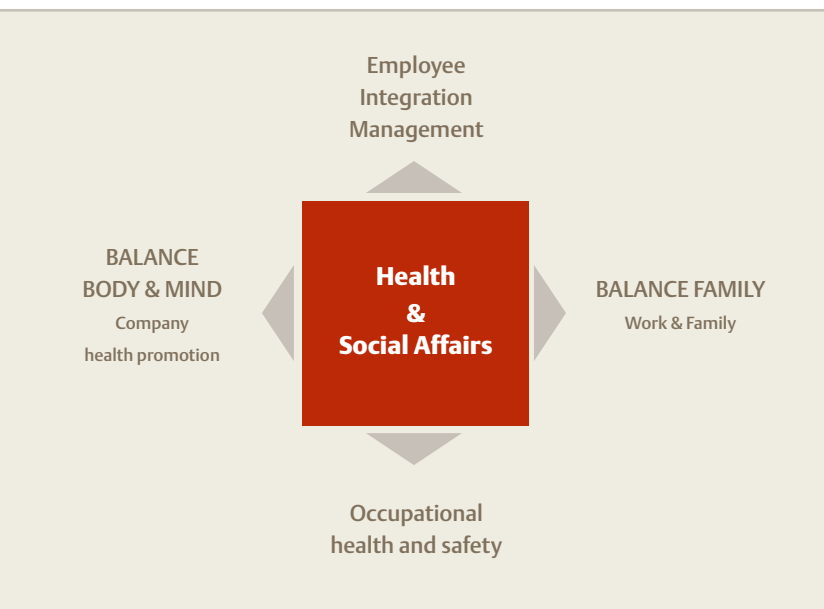 Employee
Integration
Management
BALANCE
BODY & MIND
Company
health promotion
Health
&
Social Affairs
BALANCE FAMILY
Work & Family
Occupational
health and safety